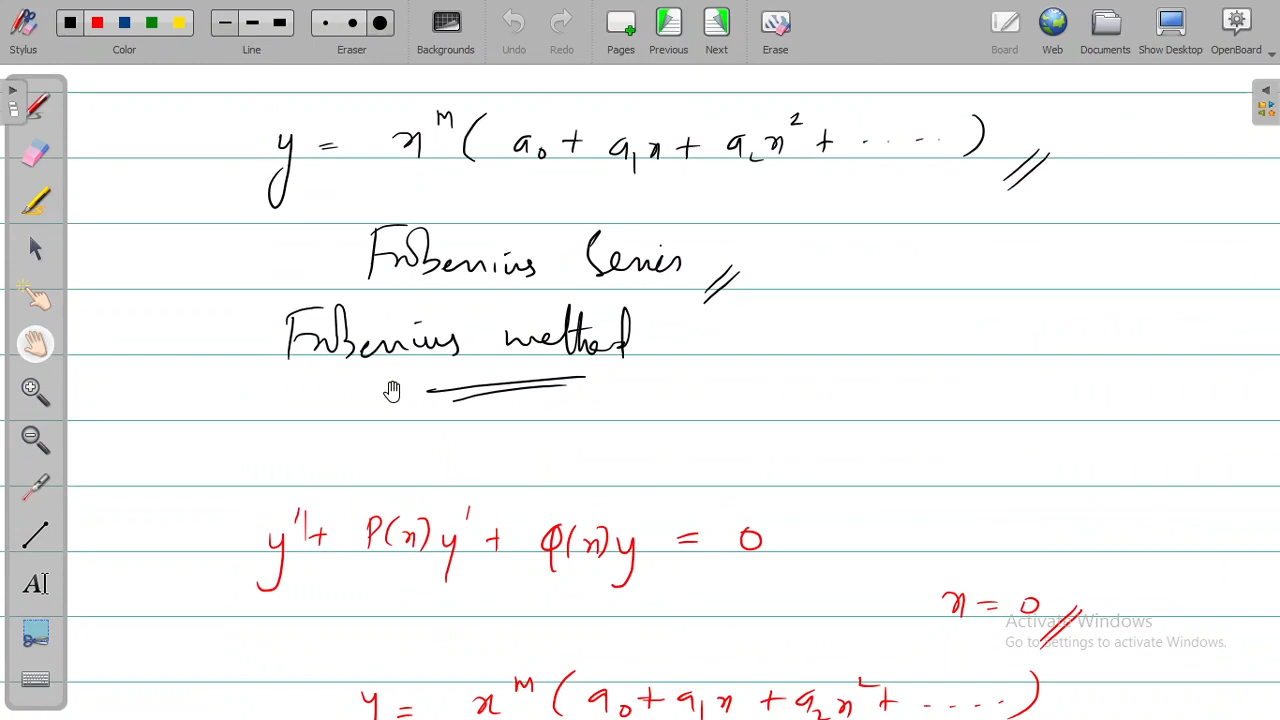 Stylus Color Line Eraser Backgrounds Undo Redo Pages Previous Next Erase Board Web Documents Show Desktop OpenBoard
y = x^m ( a₀ + a₁x + a₂x² + ..... )
Frobenius Series
Frobenius method
y'' + P(x)y' + Q(x)y = 0
x = 0
Activate Windows
Go to Settings to activate Windows.
y = x^m ( a₀ + a₁x + a₂x² + ..... )